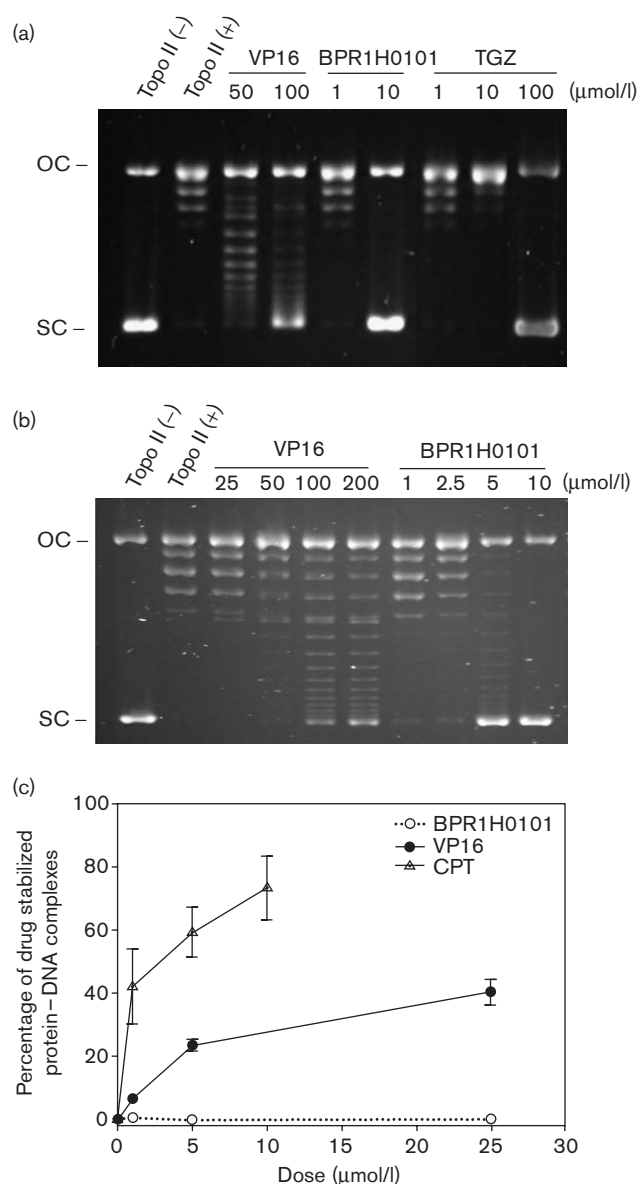 (a)
Topo II (–)
Topo II (+)
VP16 BPR1H0101 TGZ
50 100 1 10 1 10 100 (μmol/l)
OC –
SC –
(b)
Topo II (–)
Topo II (+)
VP16 BPR1H0101
25 50 100 200 1 2.5 5 10 (μmol/l)
OC –
SC –
(c)
100
80
60
40
20
0
Percentage of drug stabilized
protein–DNA complexes
BPR1H0101
VP16
CPT
0 5 10 15 20 25 30
Dose (μmol/l)